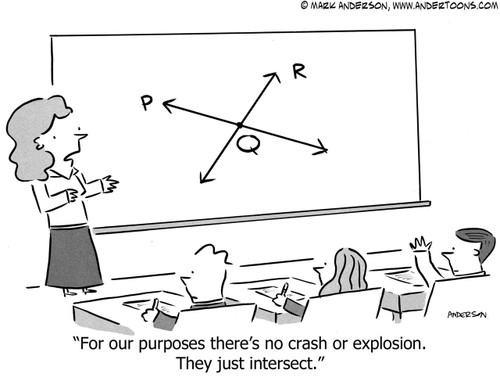 © MARK ANDERSON, WWW.ANDERTOONS.COM
R
P
Q
ANDERSON
“For our purposes there’s no crash or explosion.
They just intersect.”